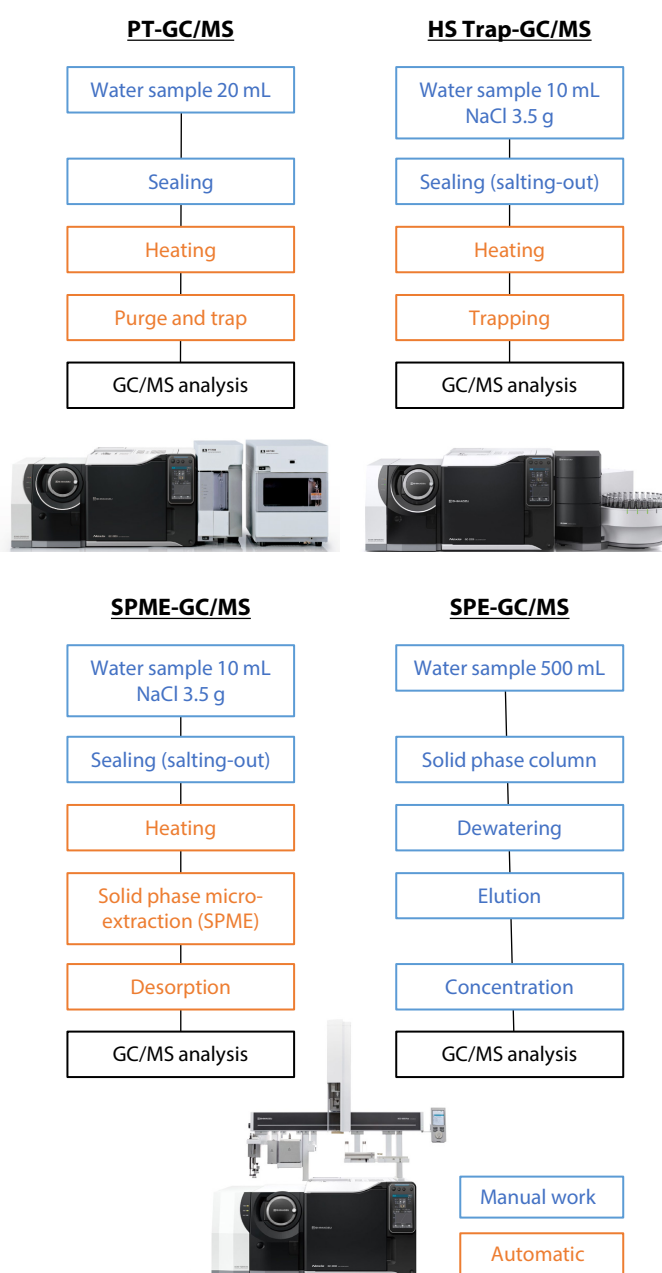 PT-GC/MS
Water sample 20 mL
Sealing
Heating
Purge and trap
GC/MS analysis
HS Trap-GC/MS
Water sample 10 mL
NaCl 3.5 g
Sealing (salting-out)
Heating
Trapping
GC/MS analysis
SPME-GC/MS
Water sample 10 mL
NaCl 3.5 g
Sealing (salting-out)
Heating
Solid phase micro-
extraction (SPME)
Desorption
GC/MS analysis
SPE-GC/MS
Water sample 500 mL
Solid phase column
Dewatering
Elution
Concentration
GC/MS analysis
Manual work
Automatic